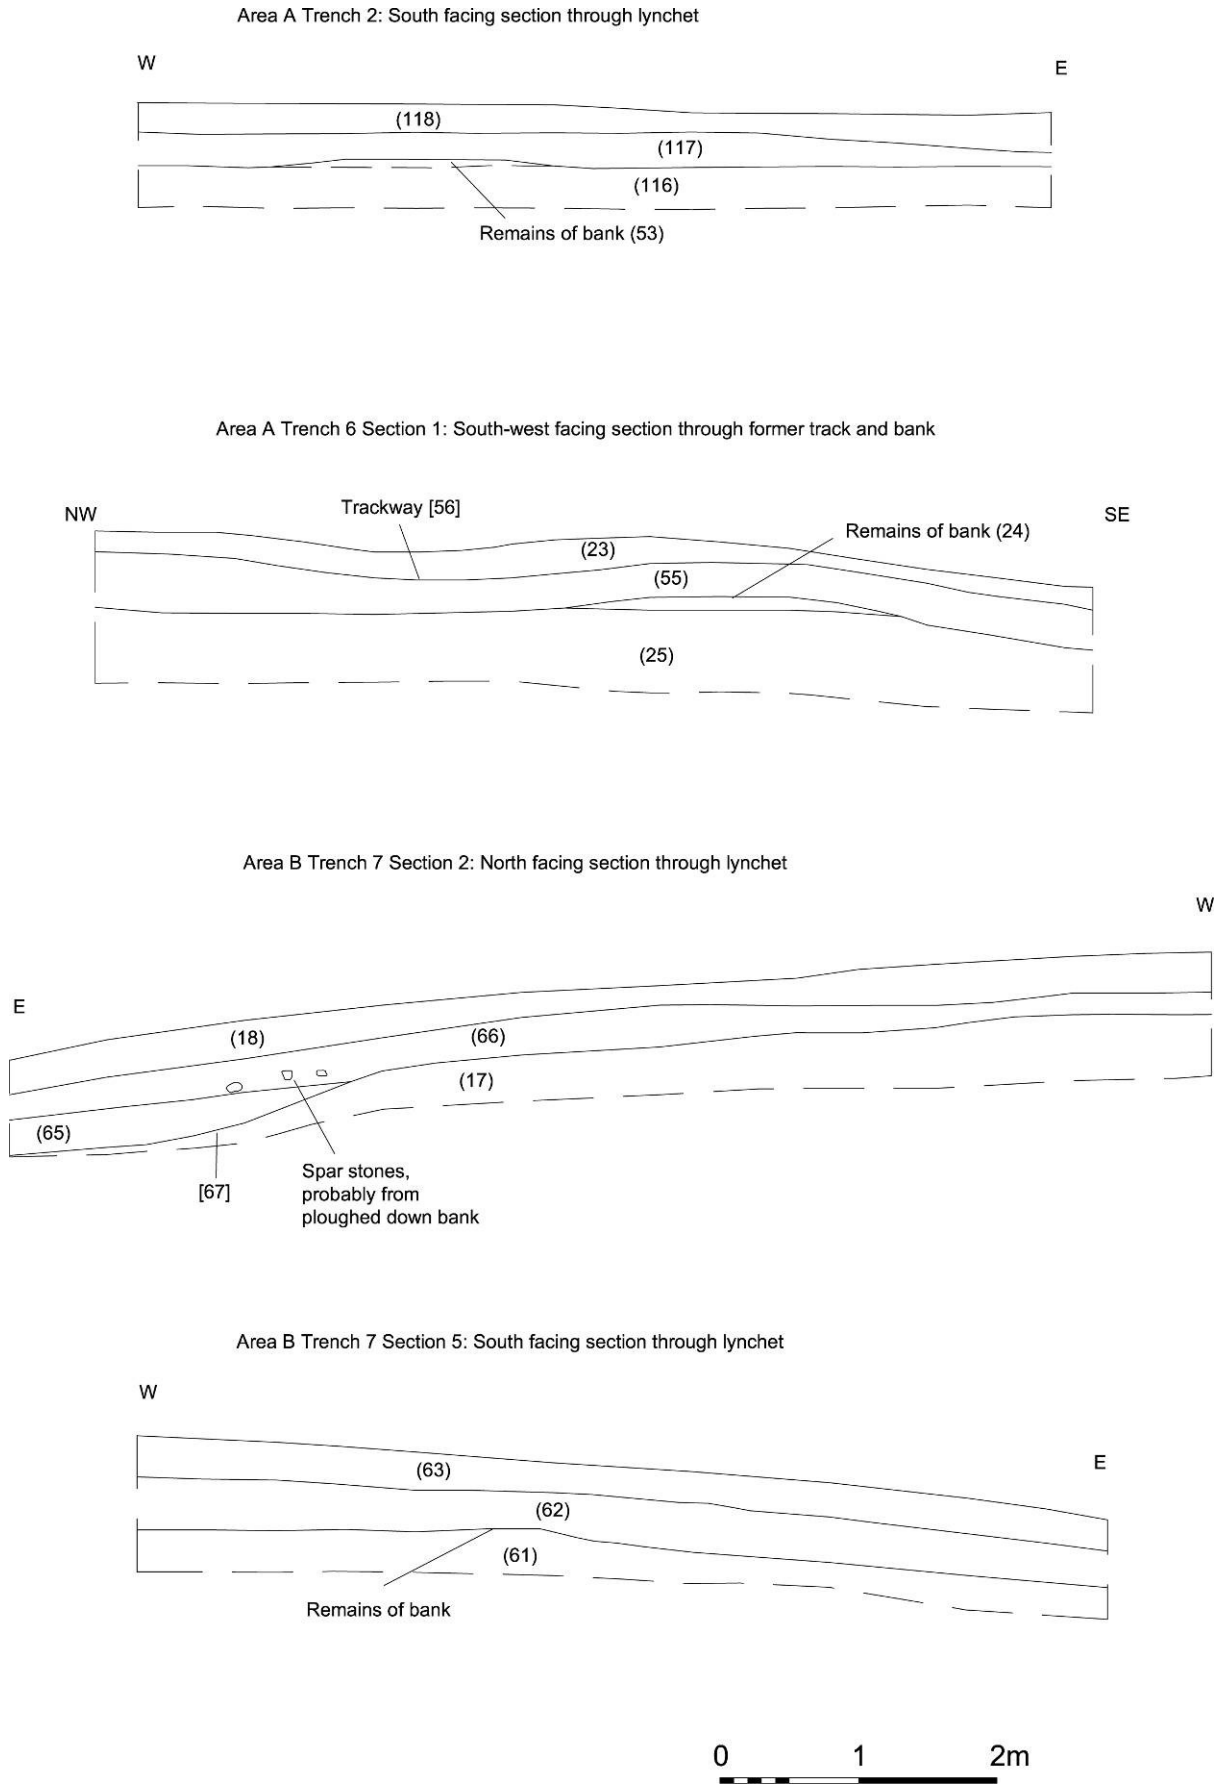 Area A Trench 2: South facing section through lynchet
W
E
(118)
(117)
(116)
Remains of bank (53)
Area A Trench 6 Section 1: South-west facing section through former track and bank
NW
Trackway [56]
SE
Remains of bank (24)
(23)
(55)
(25)
Area B Trench 7 Section 2: North facing section through lynchet
W
E
(18)
(66)
(17)
(65)
[67]
Spar stones,
probably from
ploughed down bank
Area B Trench 7 Section 5: South facing section through lynchet
W
E
(63)
(62)
(61)
Remains of bank
0 1 2m